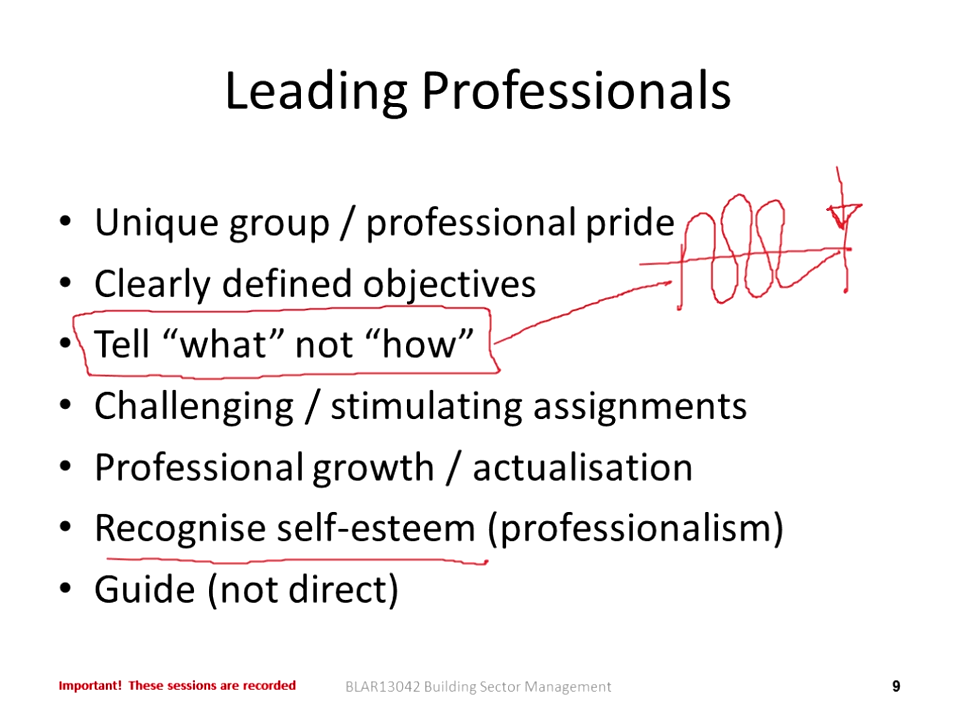 Leading Professionals
• Unique group / professional pride
• Clearly defined objectives
• Tell “what” not “how”
• Challenging / stimulating assignments
• Professional growth / actualisation
• Recognise self-esteem (professionalism)
• Guide (not direct)
Important! These sessions are recorded
BLAR13042 Building Sector Management
9